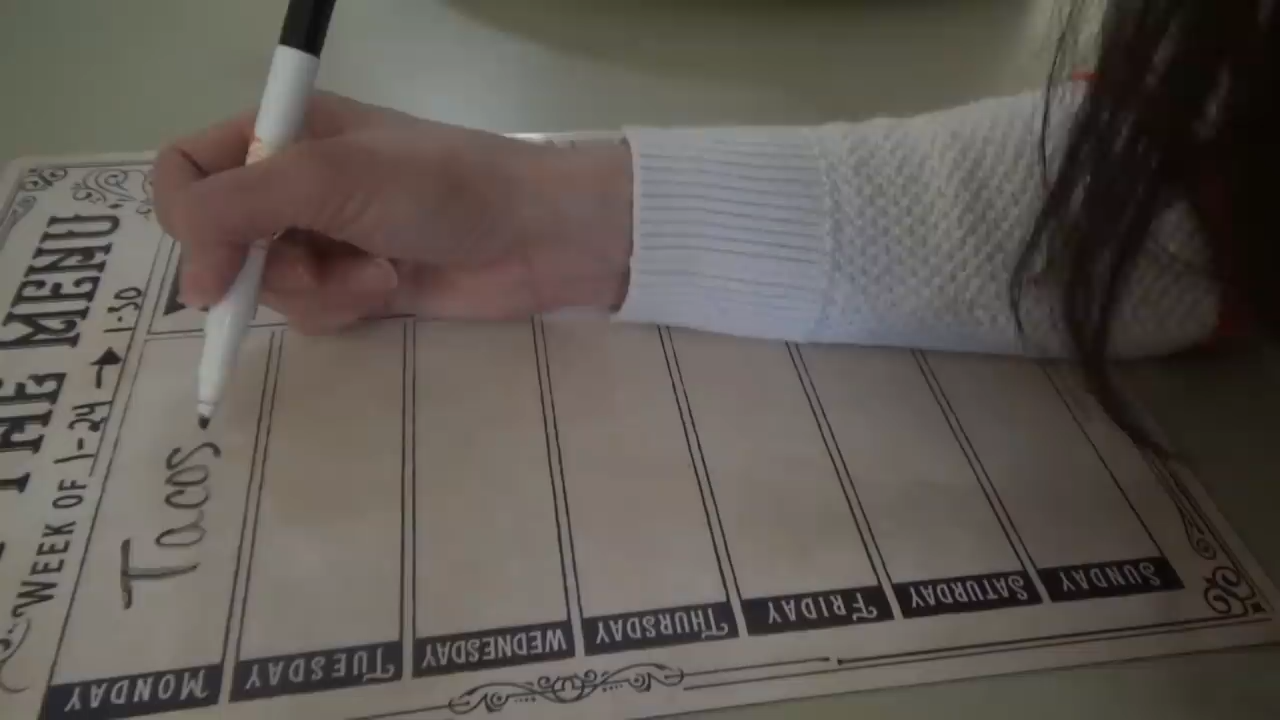 THE MENU
WEEK OF 1-24 → 1-30
MONDAY
Tacos
TUESDAY
WEDNESDAY
THURSDAY
FRIDAY
SATURDAY
SUNDAY